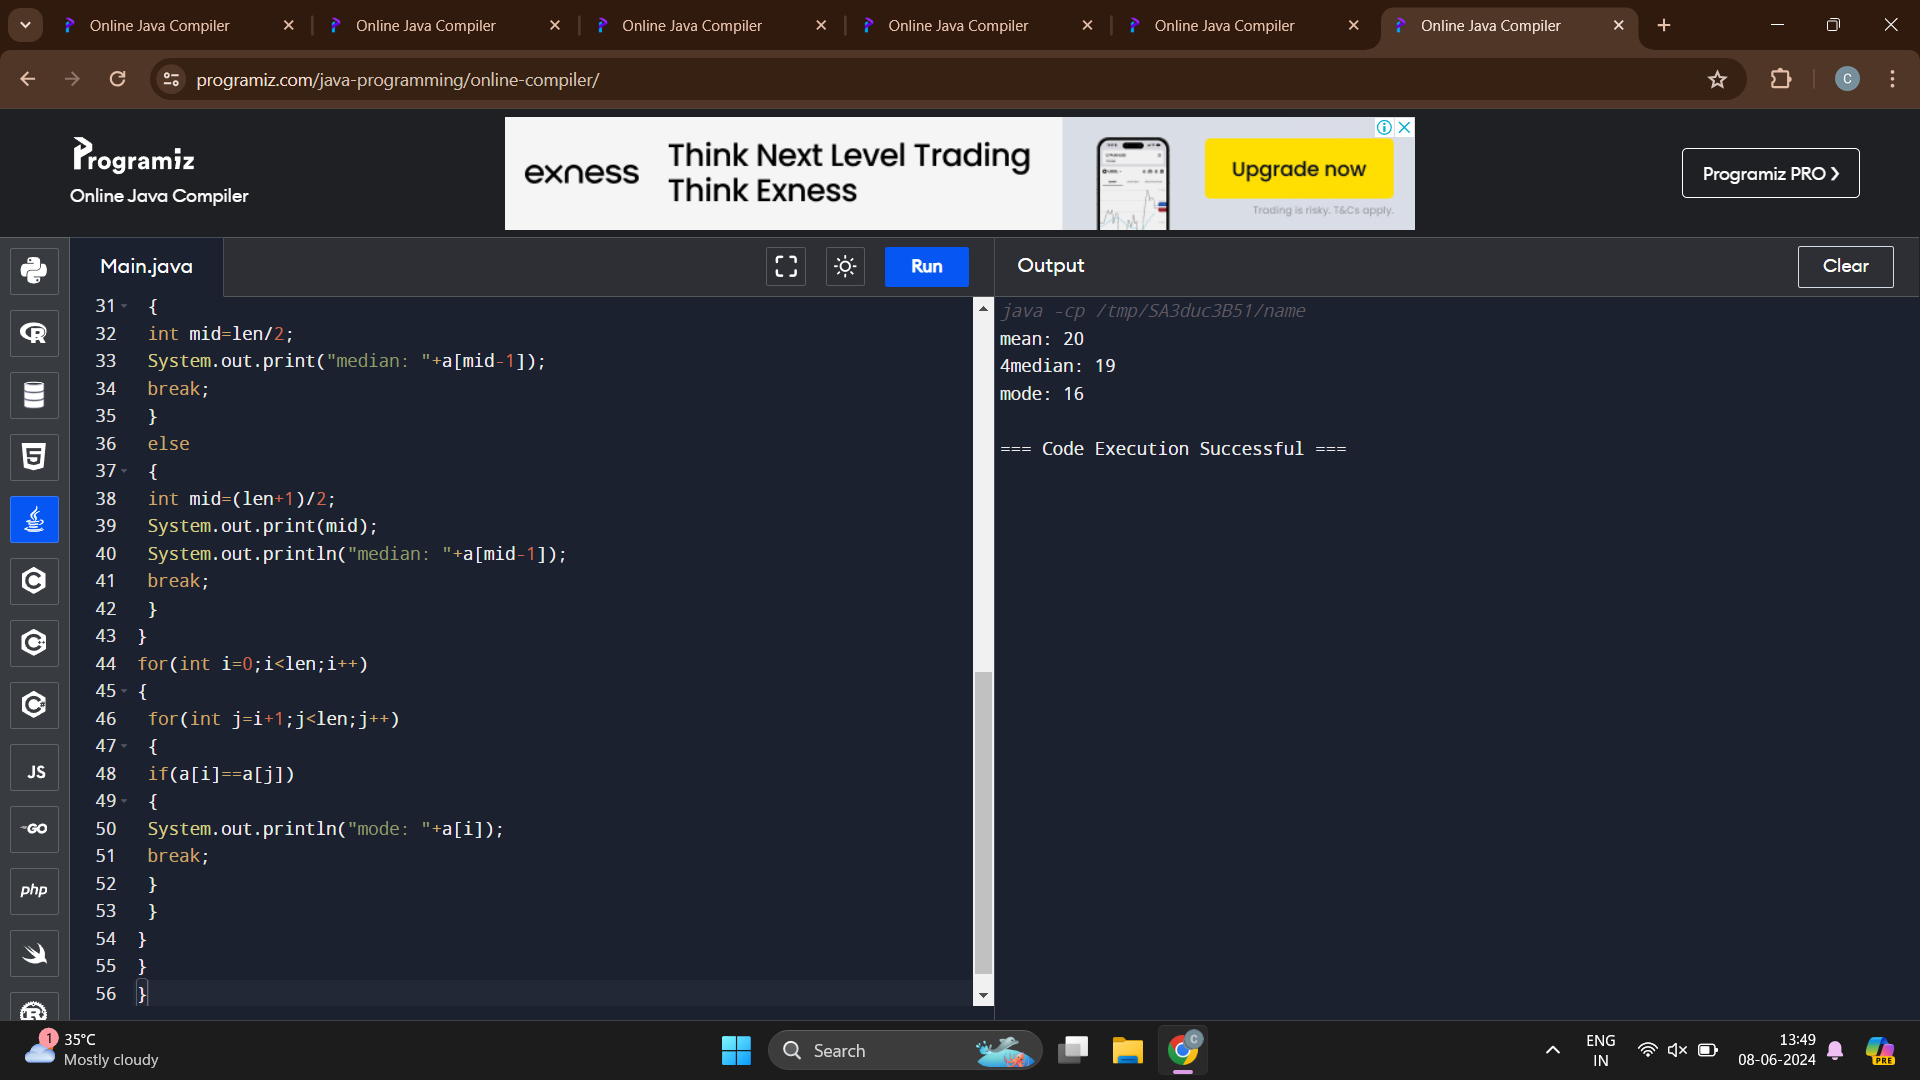 Online Java Compiler
Online Java Compiler
Online Java Compiler
Online Java Compiler
Online Java Compiler
Online Java Compiler
programiz.com/java-programming/online-compiler/
C
Programiz
Online Java Compiler
exness
Think Next Level Trading
Think Exness
Upgrade now
Trading is risky. T&Cs apply.
Programiz PRO
Main.java
Run
Output
Clear
31 {
32 int mid=len/2;
33 System.out.print("median: "+a[mid-1]);
34 break;
35 }
36 else
37 {
38 int mid=(len+1)/2;
39 System.out.print(mid);
40 System.out.println("median: "+a[mid-1]);
41 break;
42 }
43 }
44 for(int i=0;i<len;i++)
45 {
46 for(int j=i+1;j<len;j++)
47 {
48 if(a[i]==a[j])
49 {
50 System.out.println("mode: "+a[i]);
51 break;
52 }
53 }
54 }
55 }
56 }
java -cp /tmp/SA3duc3B51/name
mean: 20
4median: 19
mode: 16
=== Code Execution Successful ===
R
5
C
C
C
JS
GO
php
R
1
35°C
Mostly cloudy
Search
C
ENG
IN
13:49
08-06-2024
PRE